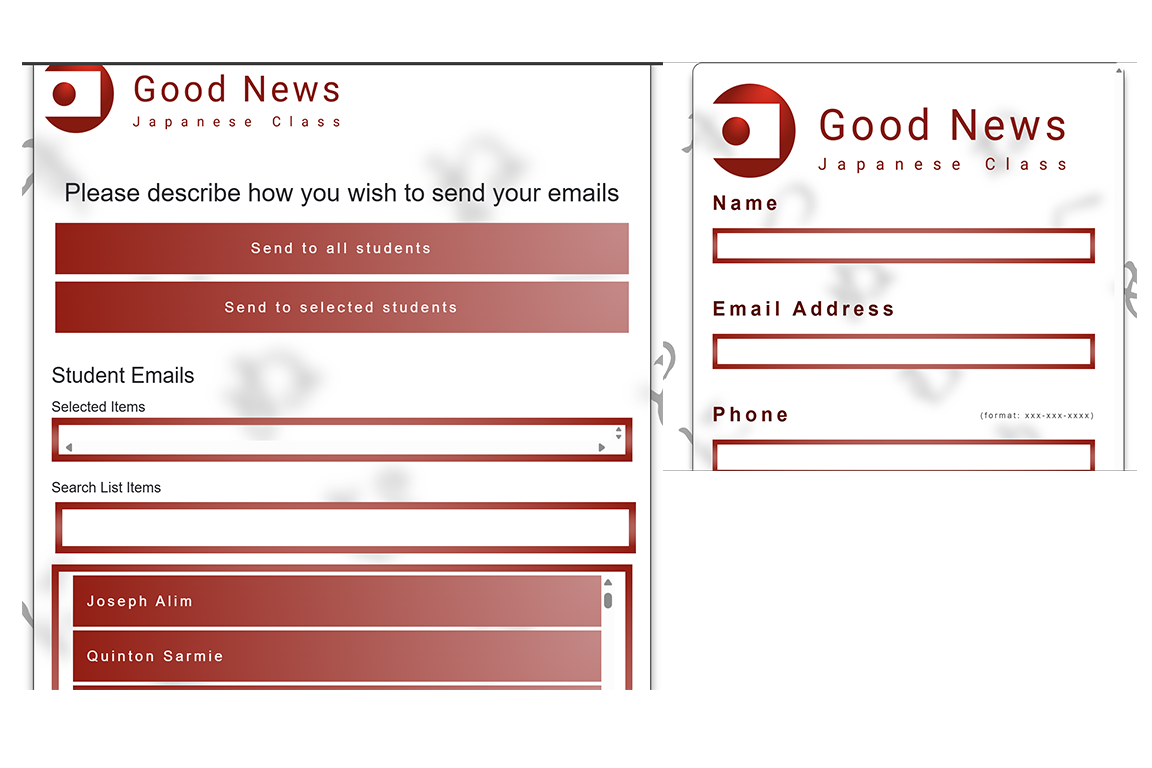 Good News
Japanese Class
Please describe how you wish to send your emails
Send to all students
Send to selected students
Student Emails
Selected Items
Search List Items
Joseph Alim
Quinton Sarmie
Good News
Japanese Class
Name
Email Address
Phone
(format: xxx-xxx-xxxx)